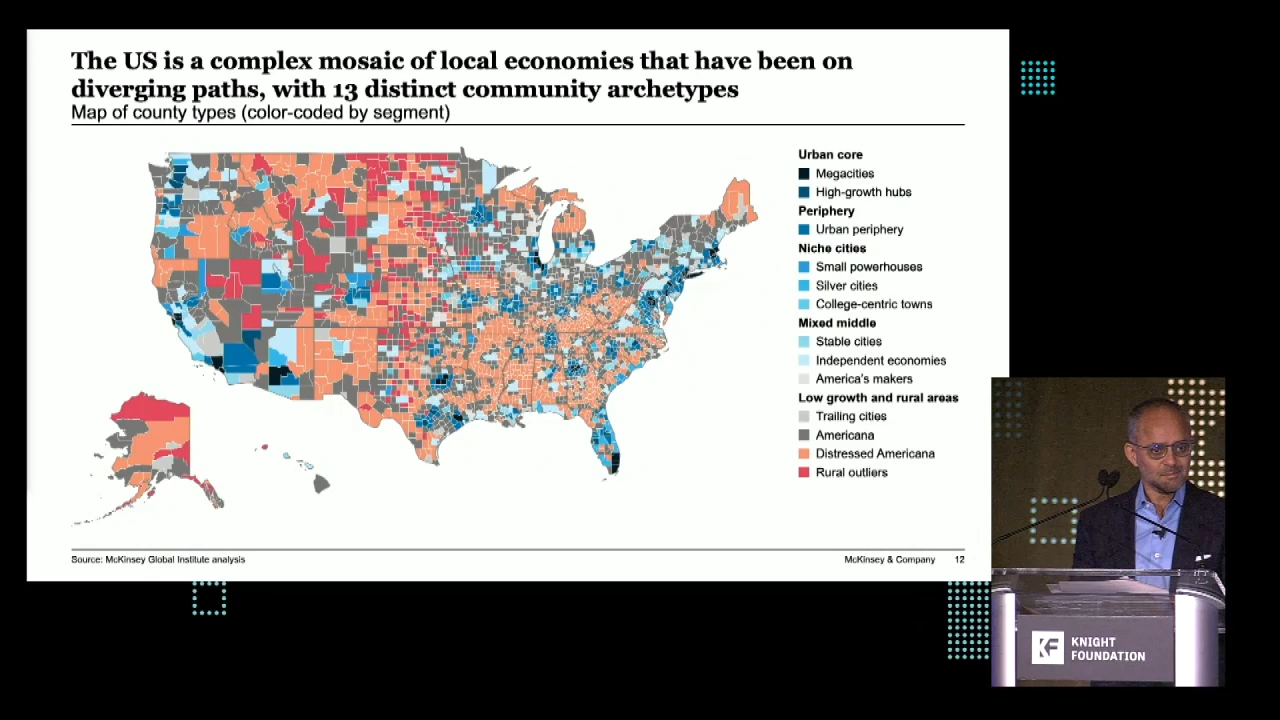 The US is a complex mosaic of local economies that have been on
diverging paths, with 13 distinct community archetypes
Map of county types (color-coded by segment)
Urban core
Megacities
High-growth hubs
Periphery
Urban periphery
Niche cities
Small powerhouses
Silver cities
College-centric towns
Mixed middle
Stable cities
Independent economies
America's makers
Low growth and rural areas
Trailing cities
Americana
Distressed Americana
Rural outliers
Source: McKinsey Global Institute analysis
McKinsey & Company 12
KF KNIGHT
FOUNDATION